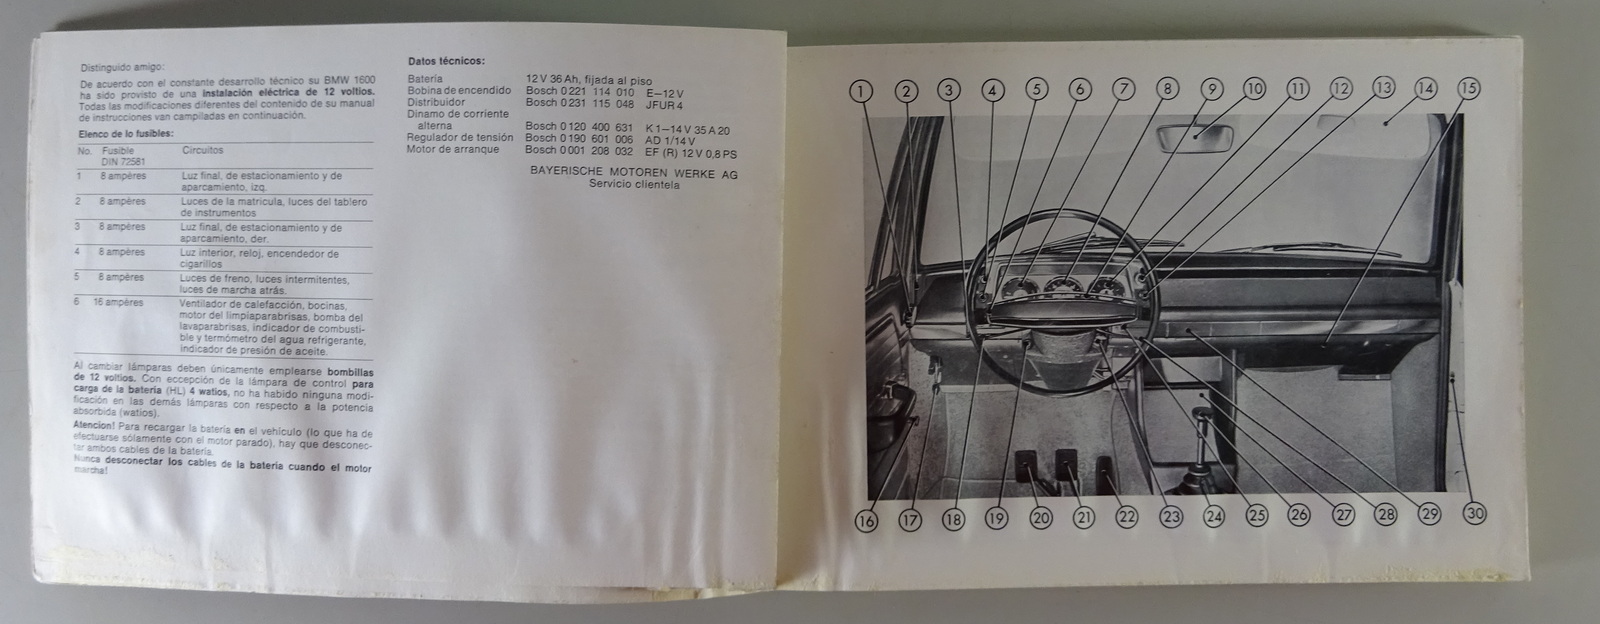 Distinguido amigo:
De acuerdo con el constante desarrollo técnico su BMW 1600
ha sido provisto de una instalación eléctrica de 12 voltios.
Todas las modificaciones diferentes del contenido de su manual
de instrucciones van campiladas en continuación.
Elenco de lo fusibles:
No. Fusible Circuitos
DIN 72581
1 8 ampères Luz final, de estacionamiento y de
aparcamiento, izq.
2 8 ampères Luces de la matricula, luces del tablero
de instrumentos
3 8 ampères Luz final, de estacionamiento y de
aparcamiento, der.
4 8 ampères Luz interior, reloj, encendedor de
cigarillos
5 8 ampères Luces de freno, luces intermitentes,
luces de marcha atrás.
6 16 ampères Ventilador de calefacción, bocinas,
motor del limpiaparabrisas, bomba del
lavaparabrisas, indicador de combusti-
ble y termómetro del agua refrigerante,
indicador de presión de aceite.
Al cambiar lámparas deben únicamente emplearse bombillas
de 12 voltios. Con eccepción de la lámpara de control para
carga de la batería (HL) 4 watios, no ha habido ninguna modi-
ficación en las demás lámparas con respecto a la potencia
absorbida (watios).
Atencion! Para recargar la batería en el vehículo (lo que ha de
efectuarse sólamente con el motor parado), hay que desconec-
tar ambos cables de la batería.
Nunca desconectar los cables de la batería cuando el motor
marcha!
Datos técnicos:
Batería 12 V 36 Ah, fijada al piso
Bobina de encendido Bosch 0 221 114 010 E–12 V
Distribuidor Bosch 0 231 115 048 JFUR 4
Dinamo de corriente
alterna Bosch 0 120 400 631 K 1–14 V 35 A 20
Regulador de tensión Bosch 0 190 601 006 AD 1/14 V
Motor de arranque Bosch 0 001 208 032 EF (R) 12 V 0,8 PS
BAYERISCHE MOTOREN WERKE AG
Servicio clientela
1 2 3 4 5 6 7 8 9 10 11 12 13 14 15
16 17 18 19 20 21 22 23 24 25 26 27 28 29 30